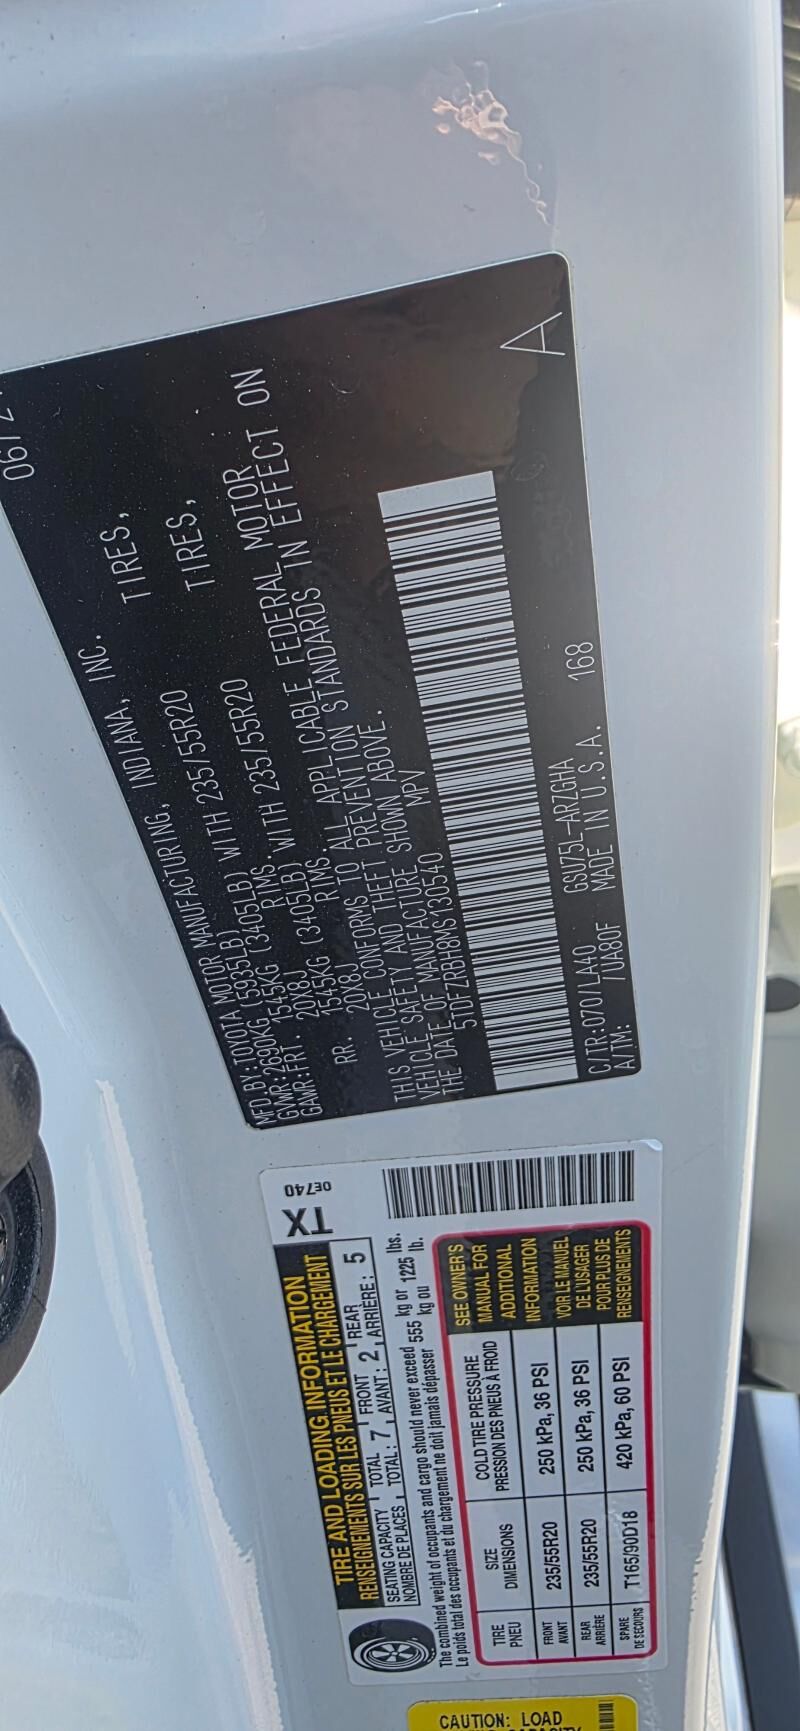 06/2
MFD.BY:TOYOTA MOTOR MANUFACTURING, INDIANA, INC.
GVWR:2690KG (5935LB)
GAWR:FRT. 1545KG (3405LB) WITH 235/55R20 TIRES,
20X8J RIMS.
RR. 1545KG (3405LB) WITH 235/55R20 TIRES,
20X8J RIMS.
THIS VEHICLE CONFORMS TO ALL APPLICABLE FEDERAL MOTOR
VEHICLE SAFETY AND THEFT PREVENTION STANDARDS IN EFFECT ON
THE DATE OF MANUFACTURE SHOWN ABOVE.
5TDFZRBH8MS130540 MPV
C/TR:070/LA40 GSU75L-ARZGHA
A/TM: /UA80F MADE IN U.S.A. 168
A
TIRE AND LOADING INFORMATION
RENSEIGNEMENTS SUR LES PNEUS ET LE CHARGEMENT
TX
0E740
SEATING CAPACITY TOTAL 7 FRONT 2 REAR 5
NOMBRE DE PLACES TOTAL: AVANT: ARRIÈRE:
The combined weight of occupants and cargo should never exceed 555 kg or 1225 lbs.
Le poids total des occupants et du chargement ne doit jamais dépasser kg ou lb.
TIRE SIZE COLD TIRE PRESSURE
PNEU DIMENSIONS PRESSION DES PNEUS À FROID
FRONT 235/55R20 250 kPa, 36 PSI
AVANT
REAR 235/55R20 250 kPa, 36 PSI
ARRIÈRE
SPARE T165/90D18 420 kPa, 60 PSI
DE SECOURS
SEE OWNER'S
MANUAL FOR
ADDITIONAL
INFORMATION
VOIR LE MANUEL
DE L'USAGER
POUR PLUS DE
RENSEIGNEMENTS
CAUTION: LOAD